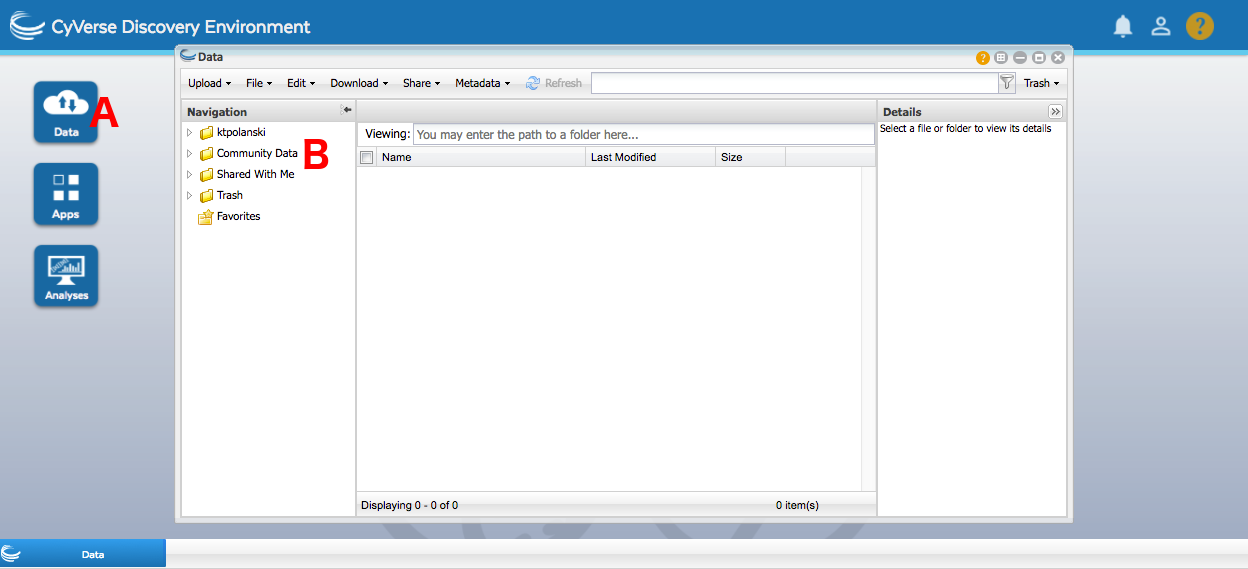 CyVerse Discovery Environment
?
Data
?
Upload File Edit Download Share Metadata Refresh Trash
Data
A
Apps
Analyses
Navigation
ktpolanski
Community Data
B
Shared With Me
Trash
Favorites
Viewing: You may enter the path to a folder here...
Name Last Modified Size
Displaying 0 - 0 of 0 0 item(s)
Details
Select a file or folder to view its details
Data